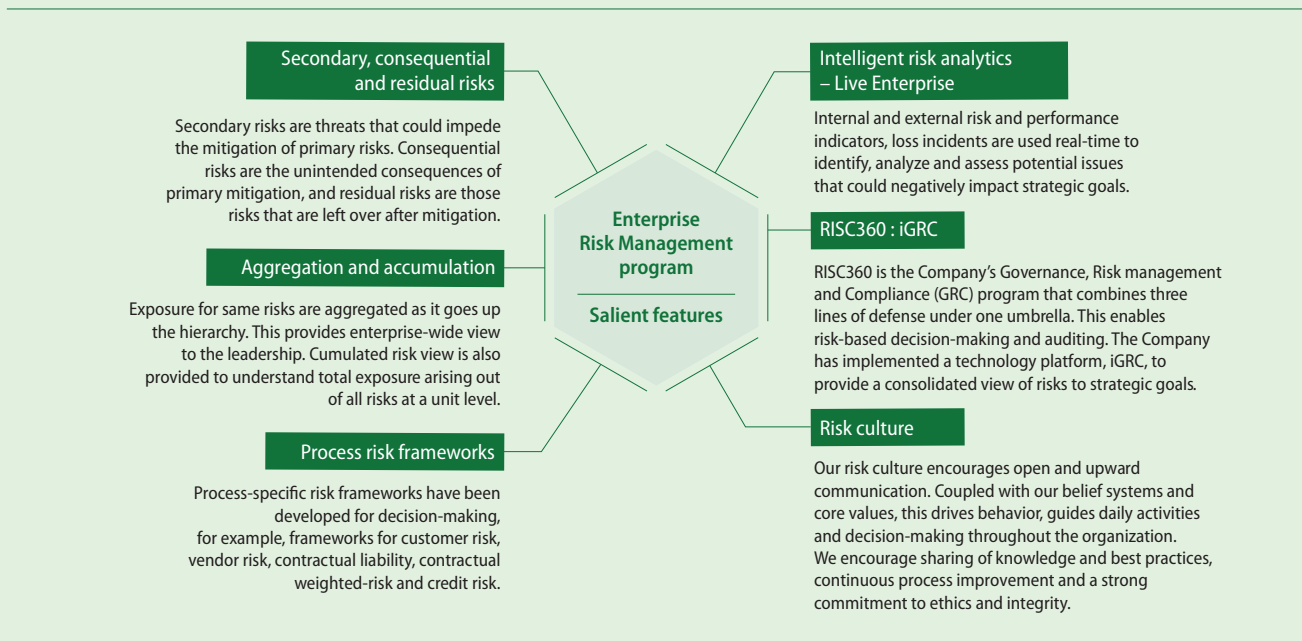 Secondary, consequential
and residual risks
Secondary risks are threats that could impede
the mitigation of primary risks. Consequential
risks are the unintended consequences of
primary mitigation, and residual risks are those
risks that are left over after mitigation.
Aggregation and accumulation
Exposure for same risks are aggregated as it goes up
the hierarchy. This provides enterprise-wide view
to the leadership. Cumulated risk view is also
provided to understand total exposure arising out
of all risks at a unit level.
Process risk frameworks
Process-specific risk frameworks have been
developed for decision-making,
for example, frameworks for customer risk,
vendor risk, contractual liability, contractual
weighted-risk and credit risk.
Enterprise
Risk Management
program
Salient features
Intelligent risk analytics
– Live Enterprise
Internal and external risk and performance
indicators, loss incidents are used real-time to
identify, analyze and assess potential issues
that could negatively impact strategic goals.
RISC360 : iGRC
RISC360 is the Company’s Governance, Risk management
and Compliance (GRC) program that combines three
lines of defense under one umbrella. This enables
risk-based decision-making and auditing. The Company
has implemented a technology platform, iGRC, to
provide a consolidated view of risks to strategic goals.
Risk culture
Our risk culture encourages open and upward
communication. Coupled with our belief systems and
core values, this drives behavior, guides daily activities
and decision-making throughout the organization.
We encourage sharing of knowledge and best practices,
continuous process improvement and a strong
commitment to ethics and integrity.